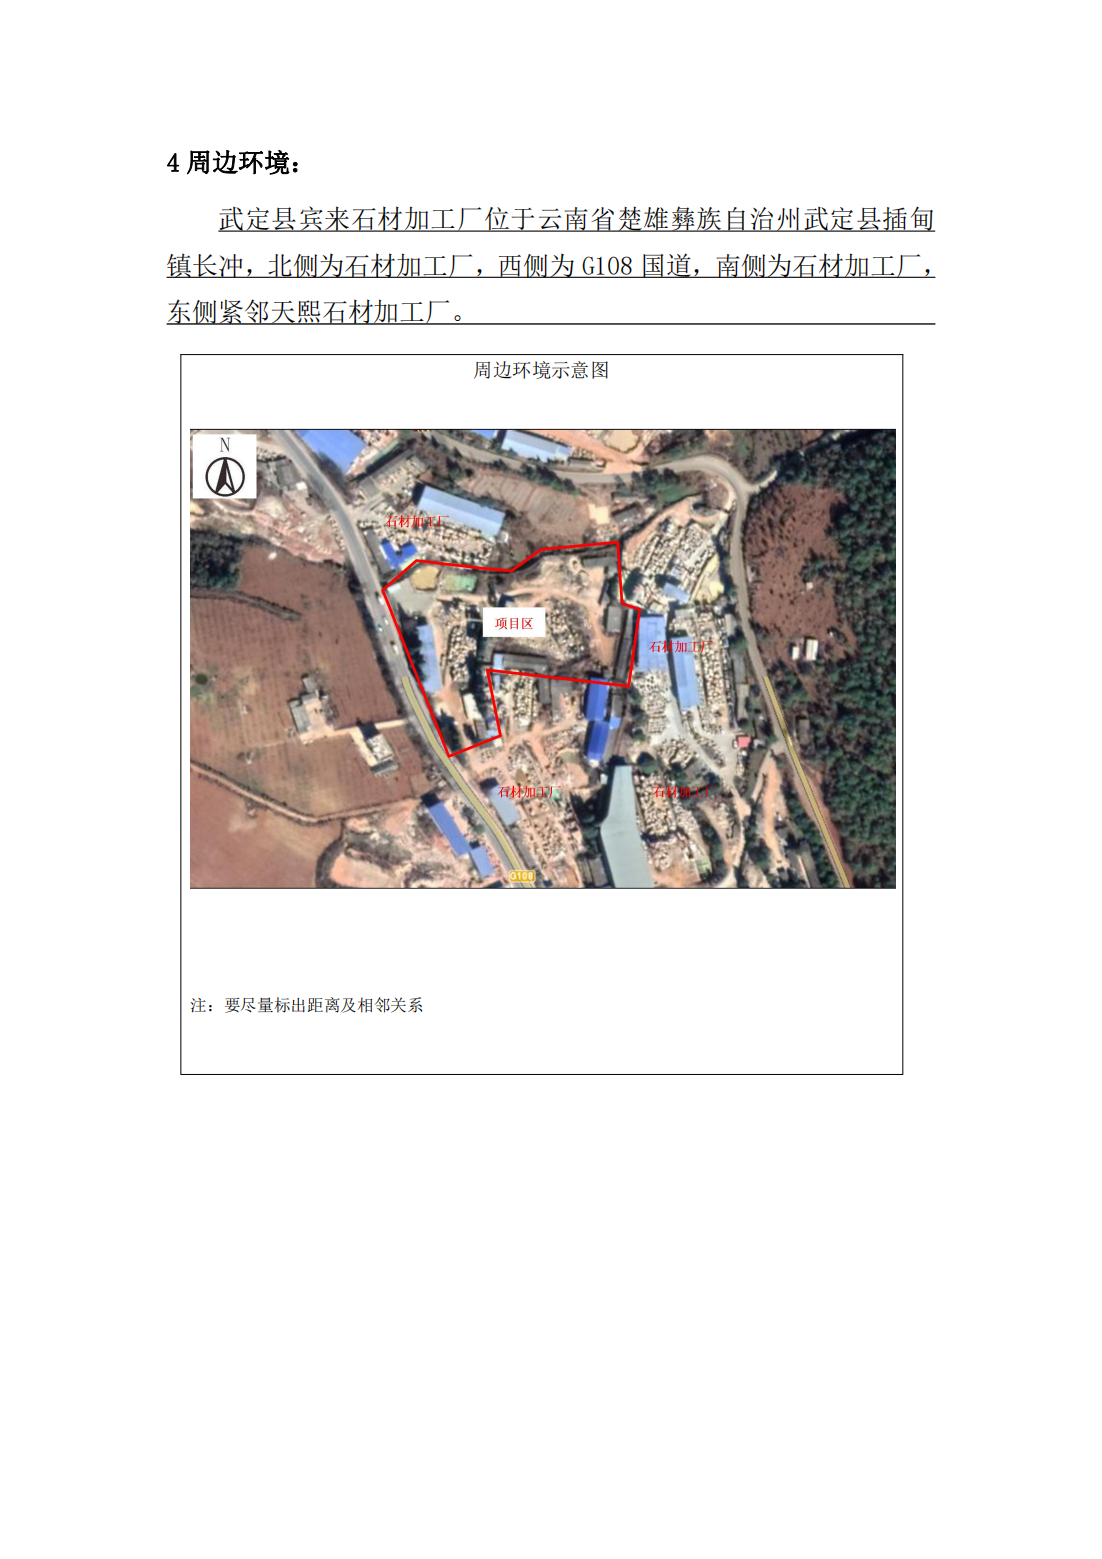 4 周边环境：
武定县宾来石材加工厂位于云南省楚雄彝族自治州武定县插甸
镇长冲，北侧为石材加工厂，西侧为 G108 国道，南侧为石材加工厂，
东侧紧邻天熙石材加工厂。
周边环境示意图
N
石材加工厂
项目区
石材加工厂
石材加工厂
石材加工厂
G108
注：要尽量标出距离及相邻关系